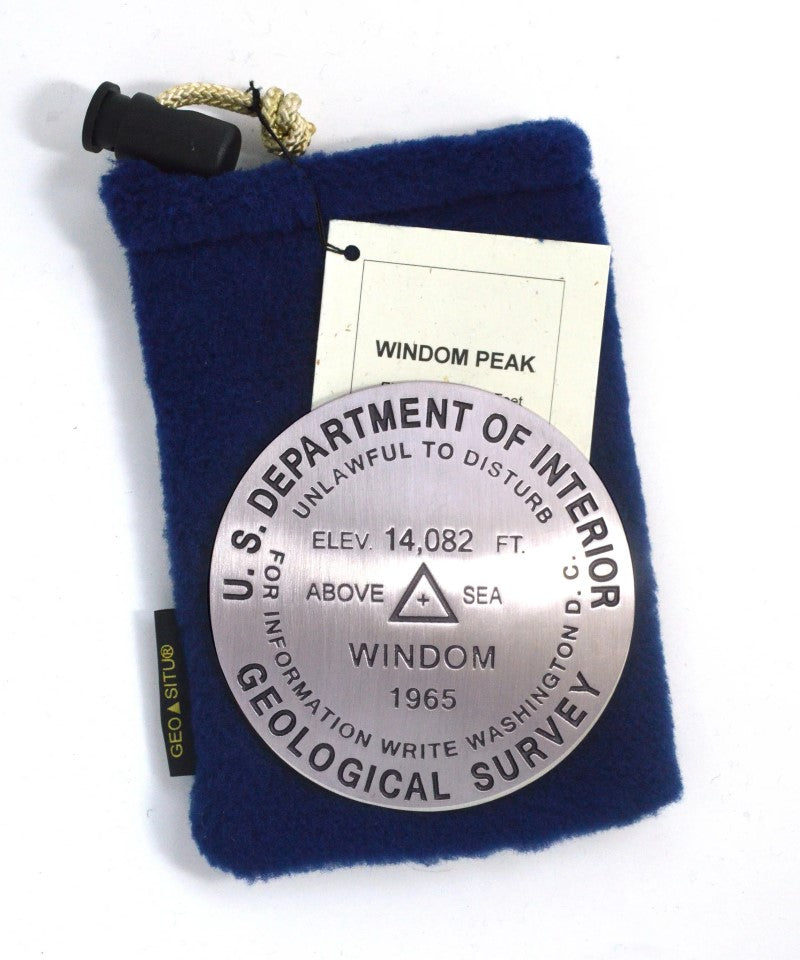 WINDOM PEAK
Feet
U.S. DEPARTMENT OF INTERIOR
UNLAWFUL TO DISTURB
ELEV. 14,082 FT.
ABOVE + SEA
WINDOM
1965
FOR INFORMATION WRITE WASHINGTON D.C.
GEOLOGICAL SURVEY
GEO▲SITU®